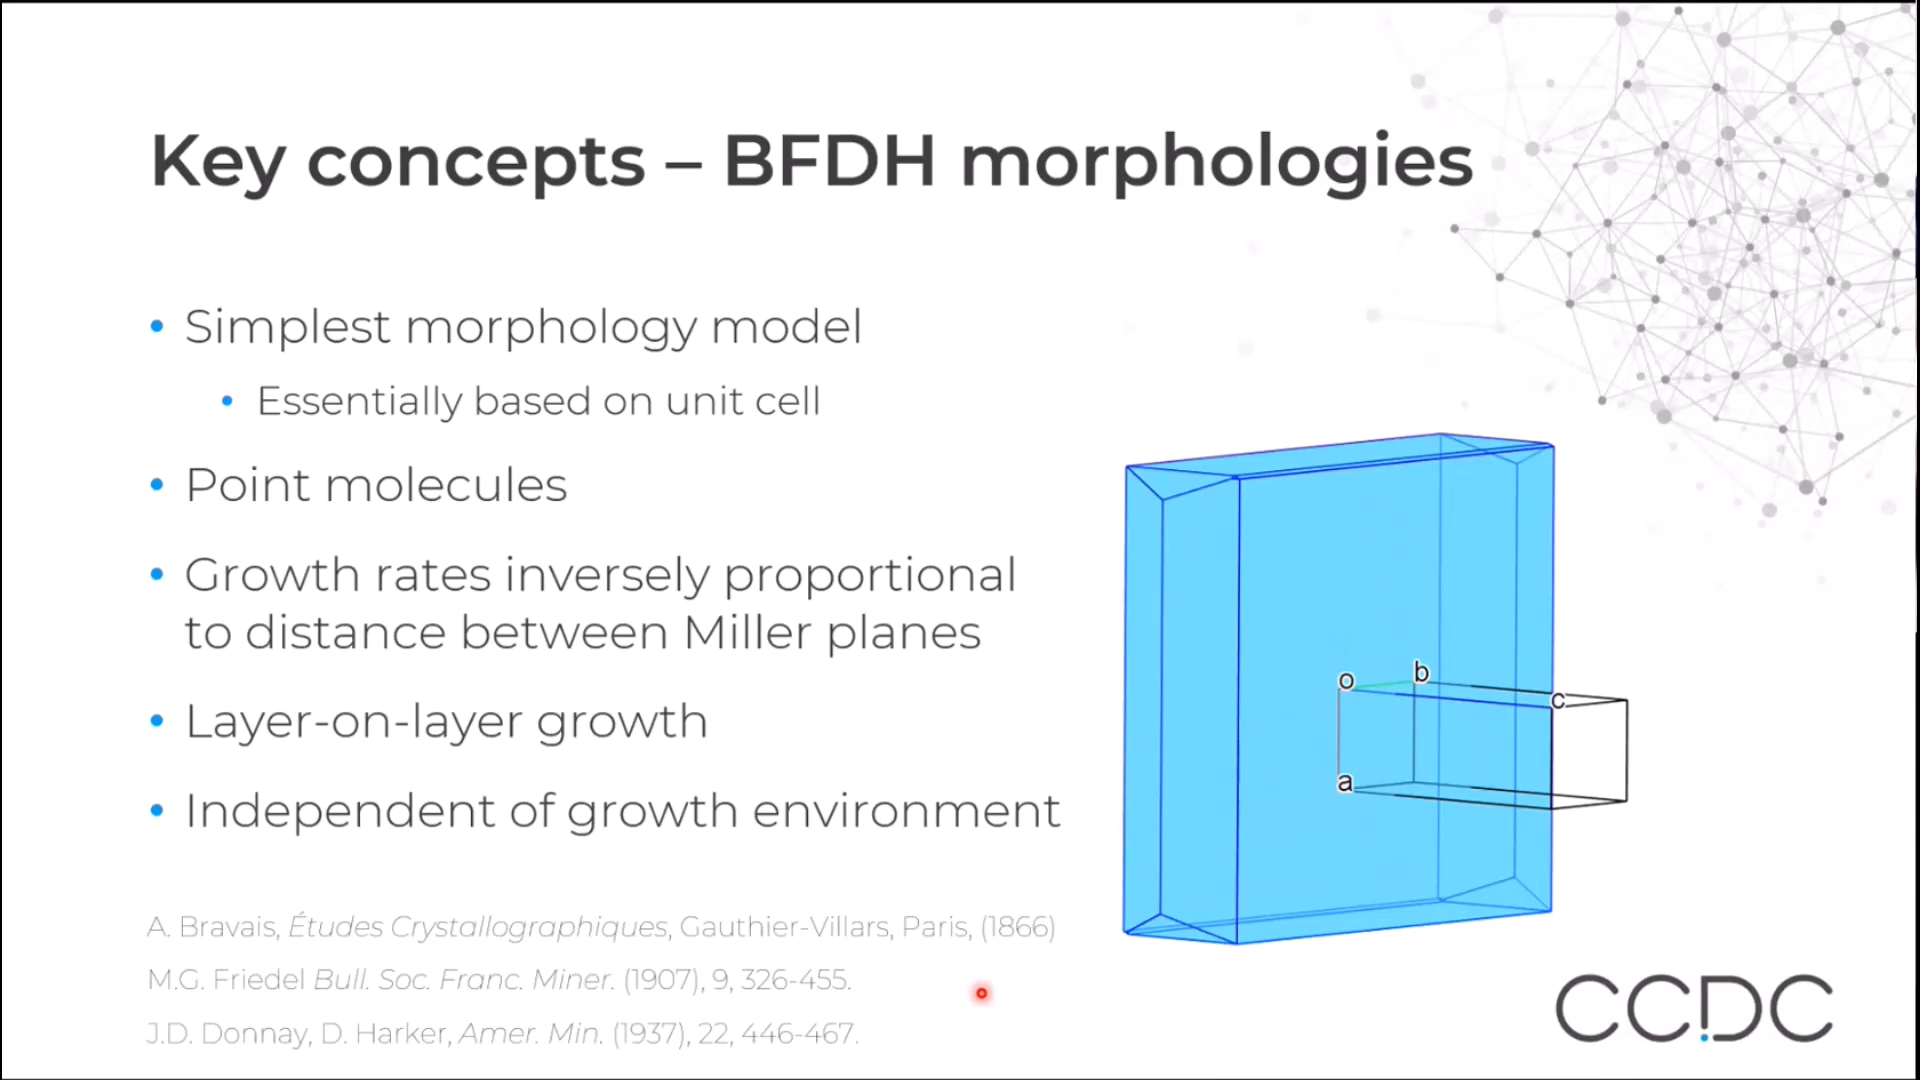 Key concepts – BFDH morphologies
• Simplest morphology model
• Essentially based on unit cell
• Point molecules
• Growth rates inversely proportional
to distance between Miller planes
• Layer-on-layer growth
• Independent of growth environment
A. Bravais, Études Crystallographiques, Gauthier-Villars, Paris, (1866)
M.G. Friedel Bull. Soc. Franc. Miner. (1907), 9, 326-455.
J.D. Donnay, D. Harker, Amer. Min. (1937), 22, 446-467.
o
b
c
a
CCDC